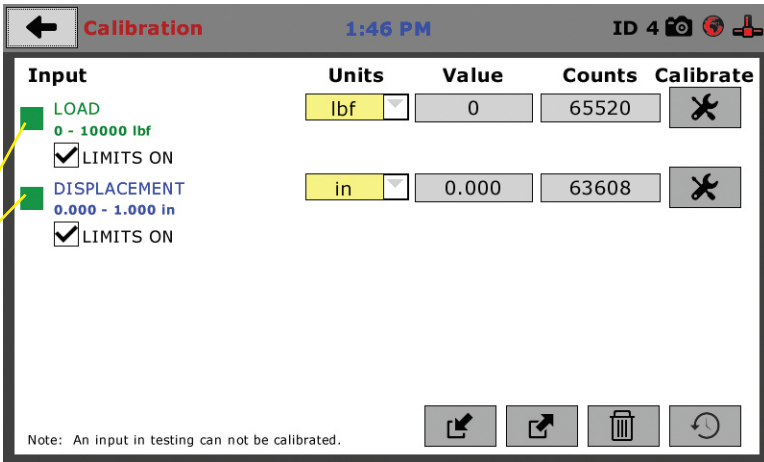 Calibration 1:46 PM ID 4
Input Units Value Counts Calibrate
LOAD lbf 0 65520
0 - 10000 lbf
LIMITS ON
DISPLACEMENT in 0.000 63608
0.000 - 1.000 in
LIMITS ON
Note: An input in testing can not be calibrated.